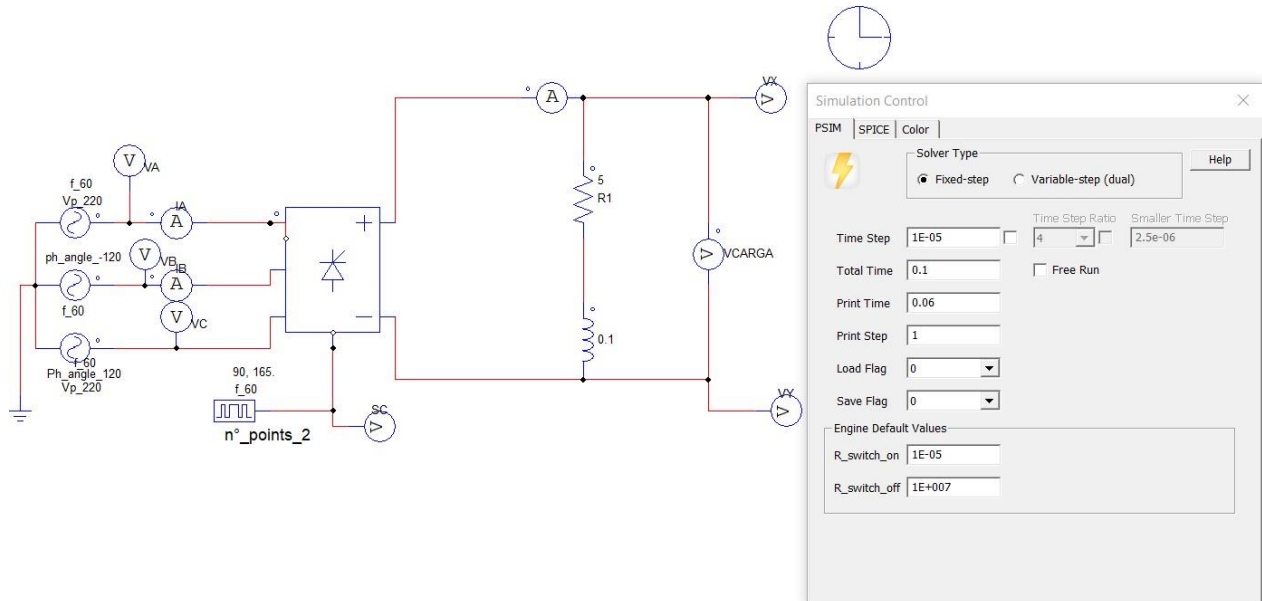 VA
f_60
Vp_220
IA
A
V
ph_angle_-120
VB
V
IB
A
f_60
V
VC
f_60
Ph_angle_120
Vp_220
90, 165.
f_60
n°_points_2
SC
V
A
5
R1
0.1
V
VCARGA
VX
V
VY
V
Simulation Control
PSIM
SPICE
Color
Solver Type
Fixed-step
Variable-step (dual)
Help
Time Step Ratio
Smaller Time Step
Time Step
1E-05
4
2.5e-06
Total Time
0.1
Free Run
Print Time
0.06
Print Step
1
Load Flag
0
Save Flag
0
Engine Default Values
R_switch_on
1E-05
R_switch_off
1E+007